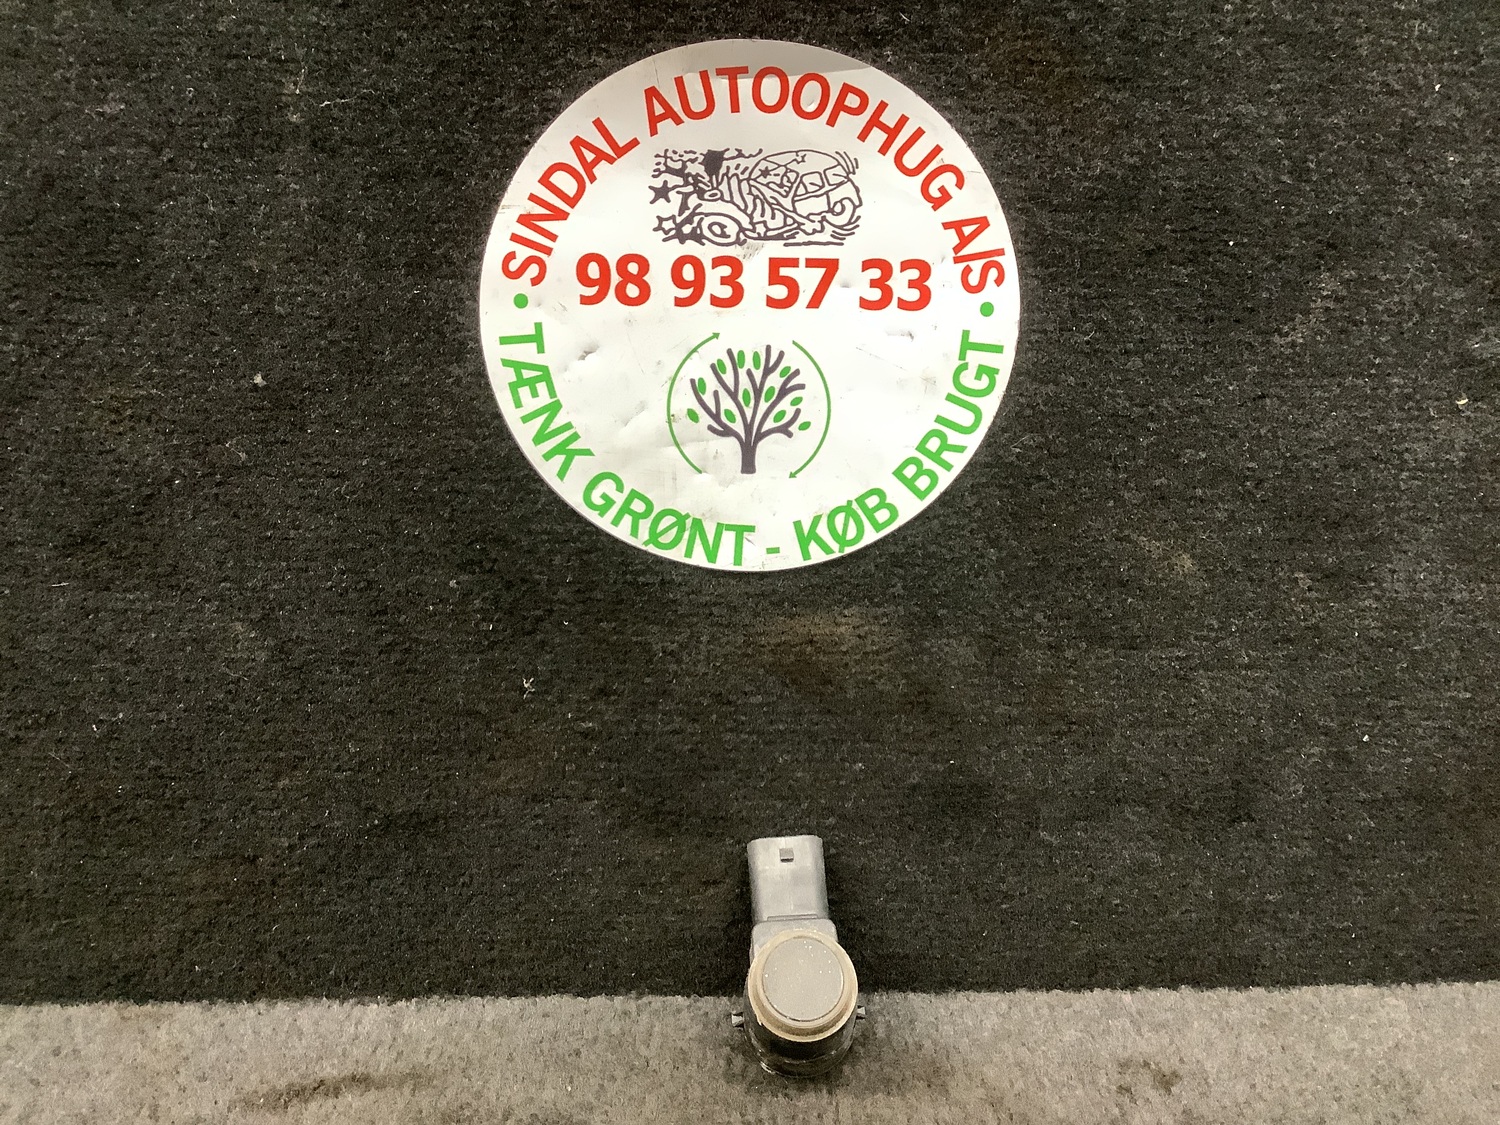 SINDAL AUTOOPHUG A/S
98 93 57 33
TÆNK GRØNT - KØB BRUGT